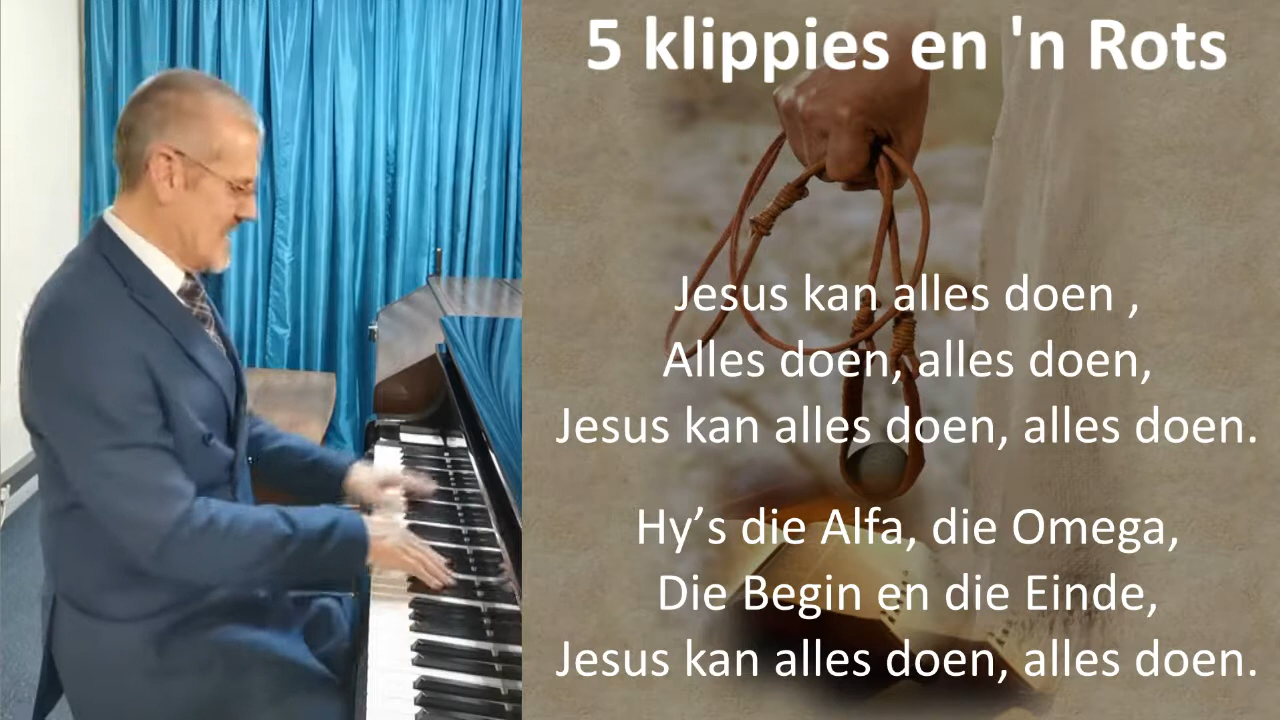 5 klippies en 'n Rots
Jesus kan alles doen ,
Alles doen, alles doen,
Jesus kan alles doen, alles doen.
Hy’s die Alfa, die Omega,
Die Begin en die Einde,
Jesus kan alles doen, alles doen.